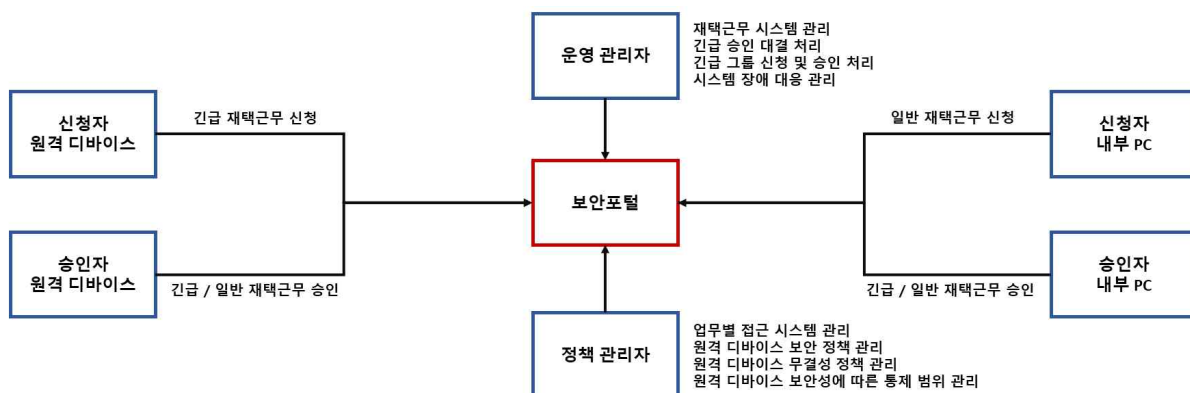 운영 관리자
재택근무 시스템 관리
긴급 승인 대결 처리
긴급 그룹 신청 및 승인 처리
시스템 장애 대응 관리
신청자
원격 디바이스
긴급 재택근무 신청
일반 재택근무 신청
신청자
내부 PC
보안포털
승인자
원격 디바이스
긴급 / 일반 재택근무 승인
긴급 / 일반 재택근무 승인
승인자
내부 PC
정책 관리자
업무별 접근 시스템 관리
원격 디바이스 보안 정책 관리
원격 디바이스 무결성 정책 관리
원격 디바이스 보안성에 따른 통제 범위 관리